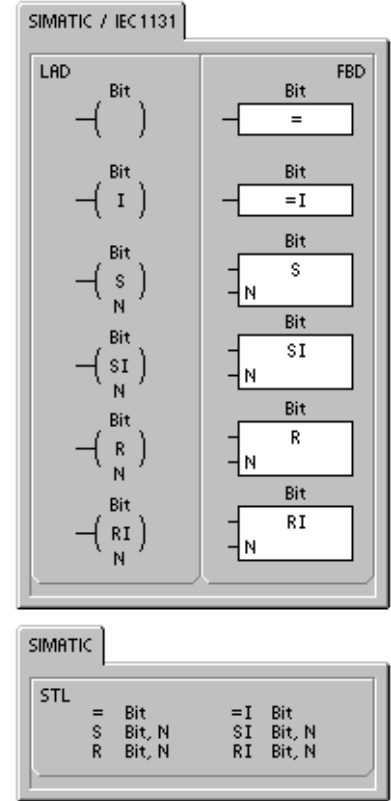 SIMATIC / IEC1131
LAD
FBD
Bit
( )
Bit
=
Bit
( I )
Bit
=I
Bit
( S )
N
Bit
S
N
Bit
( SI )
N
Bit
SI
N
Bit
( R )
N
Bit
R
N
Bit
( RI )
N
Bit
RI
N
SIMATIC
STL
= Bit =I Bit
S Bit, N SI Bit, N
R Bit, N RI Bit, N